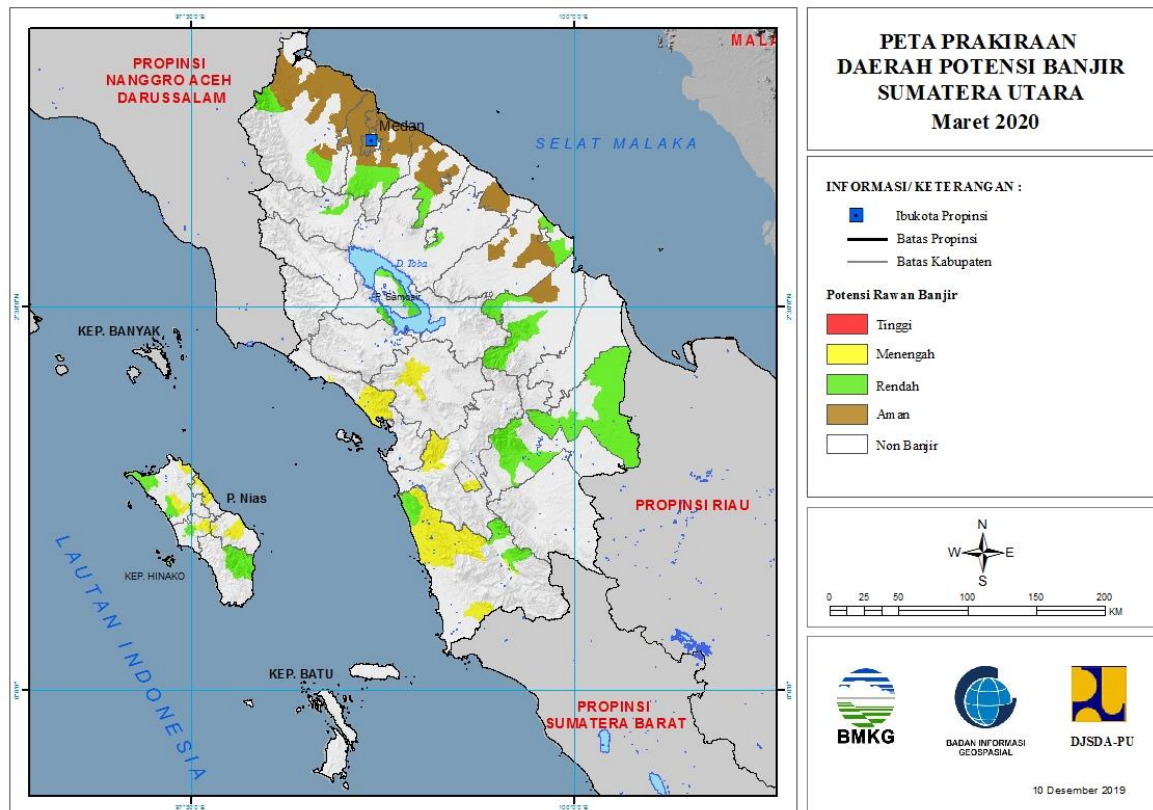 PETA PRAKIRAAN
DAERAH POTENSI BANJIR
SUMATERA UTARA
Maret 2020
INFORMASI/ KETERANGAN :
Ibukota Propinsi
Batas Propinsi
Batas Kabupaten
Potensi Rawan Banjir
Tinggi
Menengah
Rendah
Aman
Non Banjir
N
W E
S
0 25 50 100 150 200
KM
BMKG
BADAN INFORMASI
GEOSPASIAL
DJSDA-PU
10 Desember 2019
PROPINSI
NANGGRO ACEH
DARUSSALAM
MALA
Medan
SELAT MALAKA
D. Toba
P. Samosir
KEP. BANYAK
P. Nias
PROPINSI RIAU
KEP. HINAKO
LAUTAN INDONESIA
KEP. BATU
PROPINSI
SUMATERA BARAT